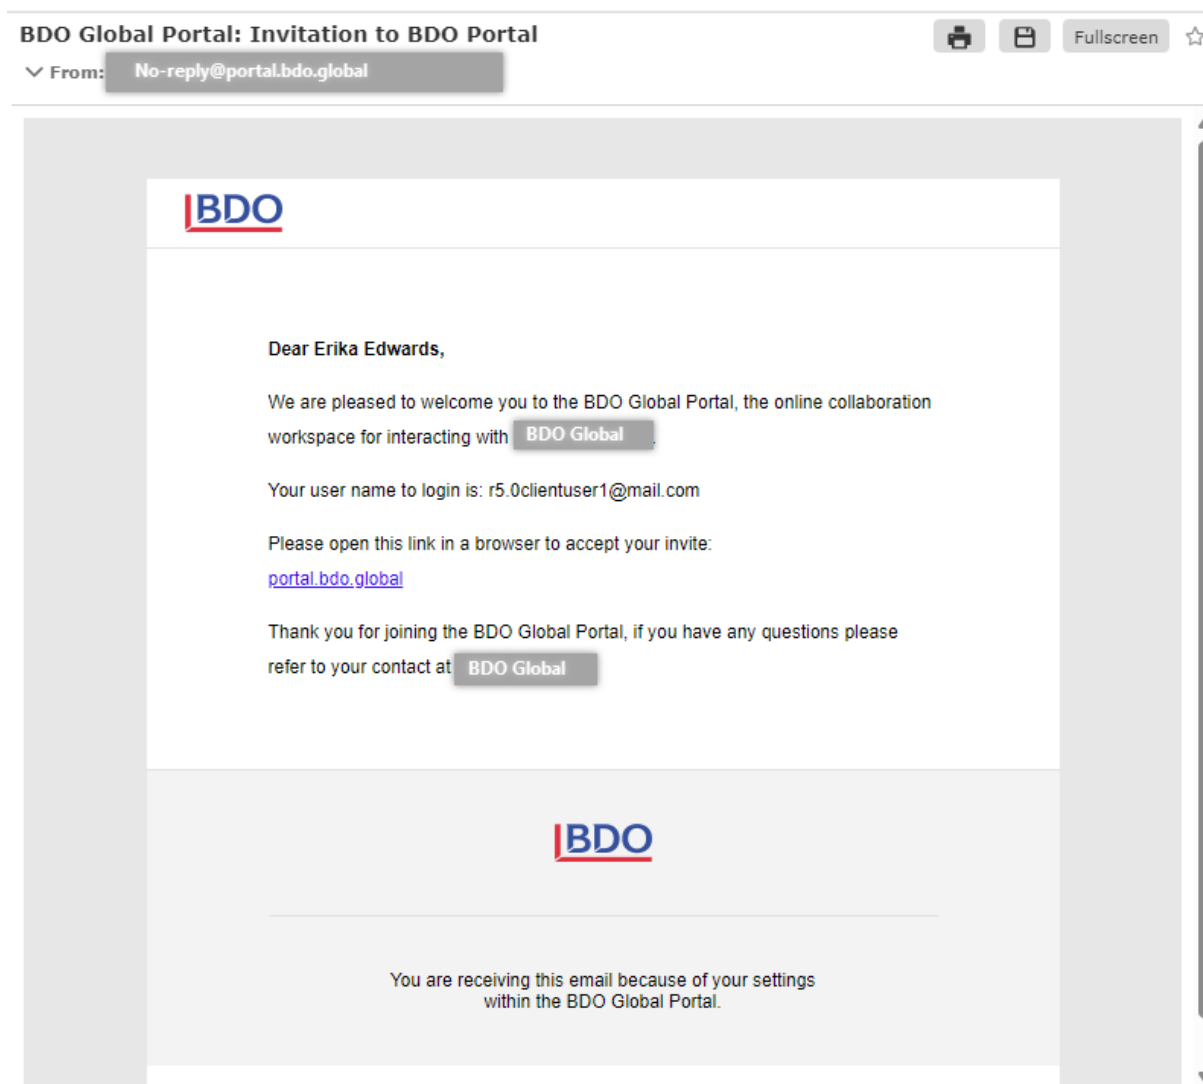 BDO Global Portal: Invitation to BDO Portal
Fullscreen
From: No-reply@portal.bdo.global
BDO
Dear Erika Edwards,
We are pleased to welcome you to the BDO Global Portal, the online collaboration
workspace for interacting with BDO Global .
Your user name to login is: r5.0clientuser1@mail.com
Please open this link in a browser to accept your invite:
portal.bdo.global
Thank you for joining the BDO Global Portal, if you have any questions please
refer to your contact at BDO Global
BDO
You are receiving this email because of your settings
within the BDO Global Portal.